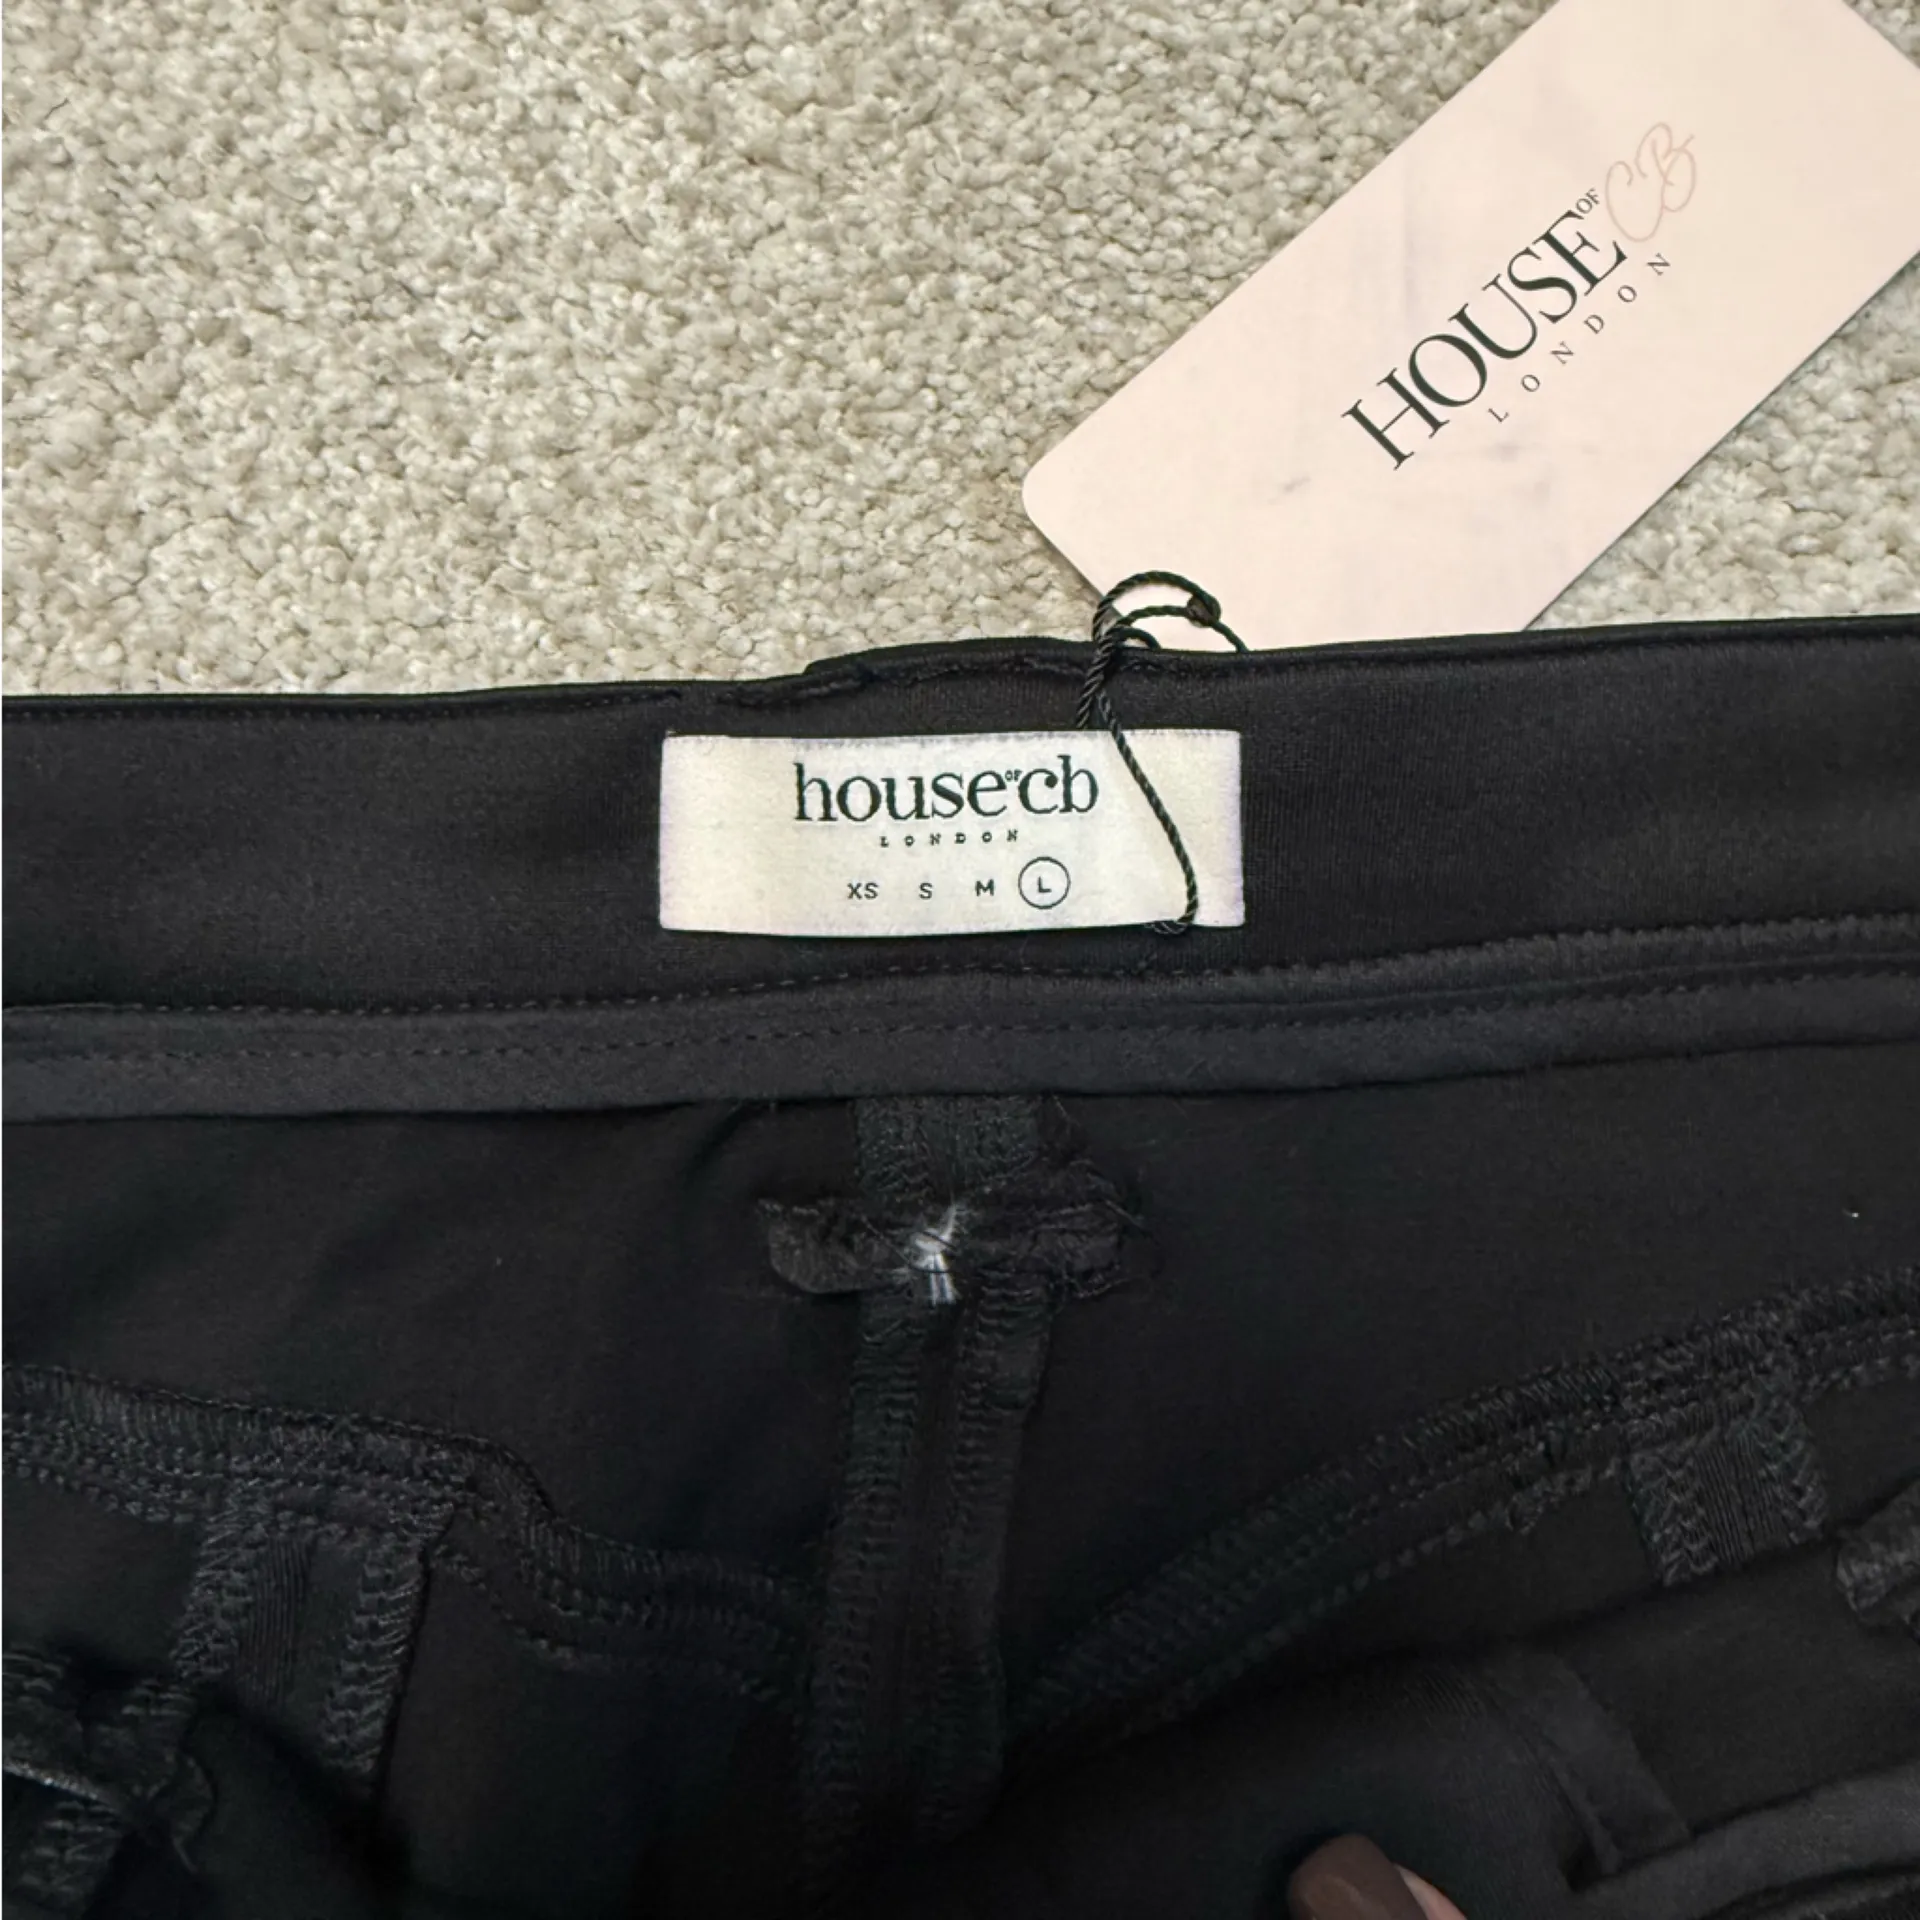 HOUSE OF CB
LONDON
house OF cb
LONDON
XS S M L